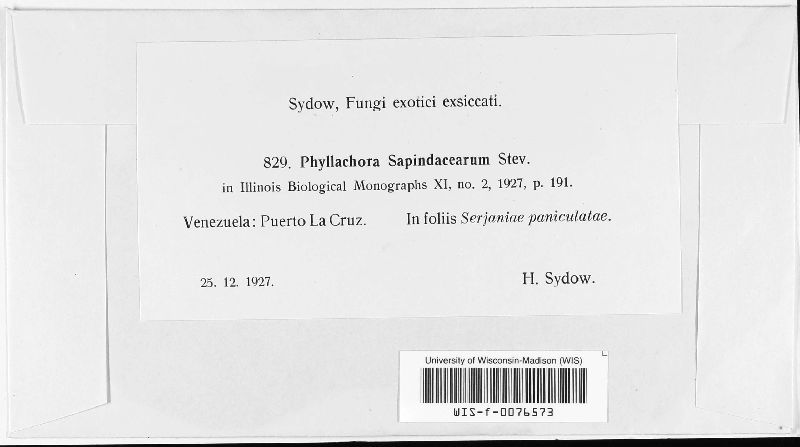 Sydow, Fungi exotici exsiccati.
829. Phyllachora Sapindacearum Stev.
in Illinois Biological Monographs XI, no. 2, 1927, p. 191.
Venezuela: Puerto La Cruz. In foliis Serjaniae paniculatae.
25. 12. 1927. H. Sydow.
University of Wisconsin-Madison (WIS)
WIS-f-0076573